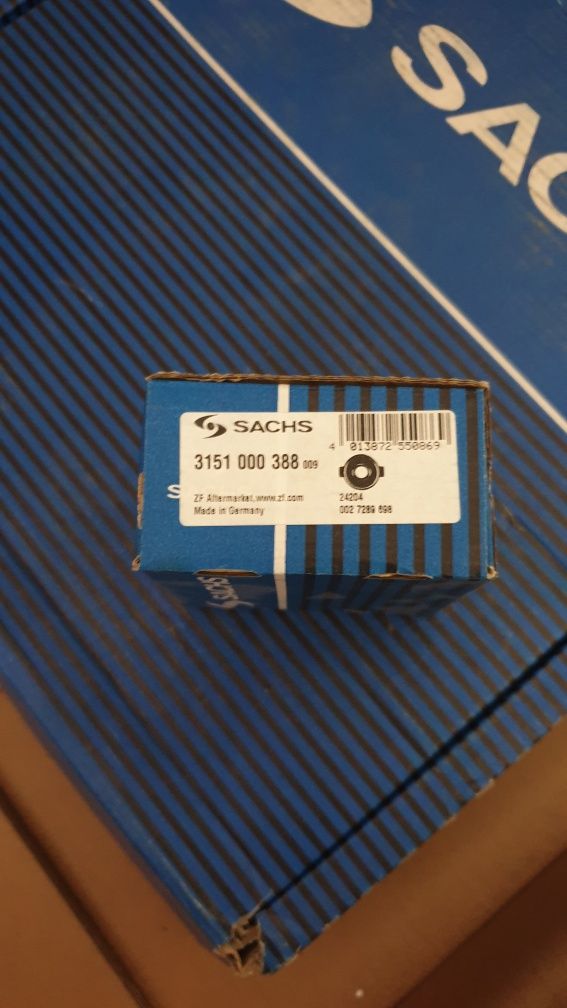 SAC
SACHS
3151 000 388 009
4 013872 550869
ZF Aftermarket, www.zf.com
Made in Germany
24204
002 7289 698
S
SACHS